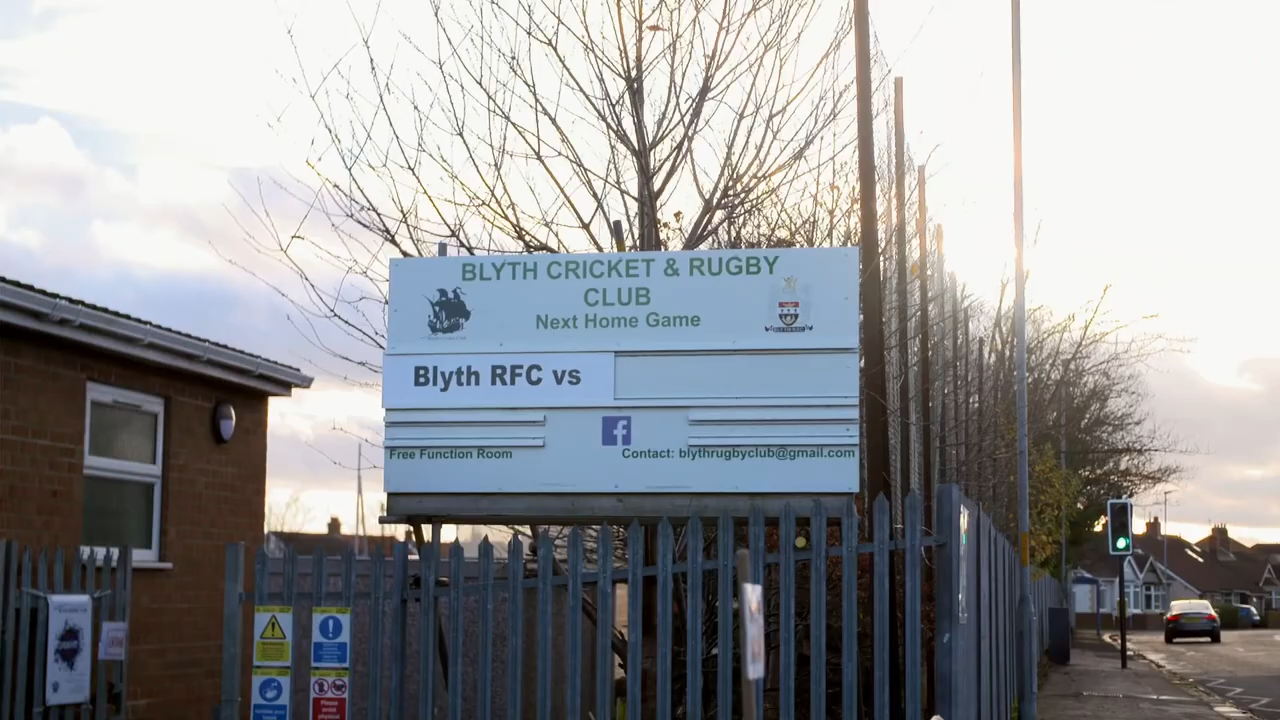 BLYTH CRICKET & RUGBY
CLUB
Next Home Game
Blyth RFC vs
Free Function Room
Contact: blythrugbyclub@gmail.com